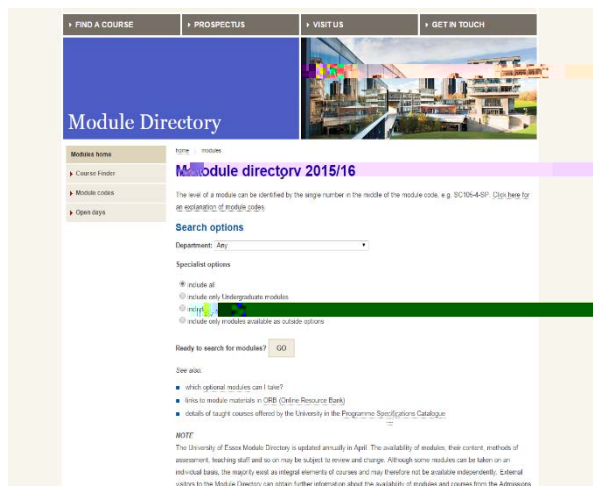 FIND A COURSE
PROSPECTUS
VISIT US
GET IN TOUCH
Module Directory
Modules home
Course Finder
Module codes
Open days
home modules
Module directory 2015/16
The level of a module can be identified by the single number in the middle of the module code, e.g. SC105-4-SP. Click here for
an explanation of module codes.
Search options
Department: Any
Specialist options
include all
include only Undergraduate modules
include only modules available as outside options
Ready to search for modules? GO
See also,
which optional modules can I take?
links to module materials in ORB (Online Resource Bank)
details of taught courses offered by the University in the Programme Specifications Catalogue
NOTE
The University of Essex Module Directory is updated annually in April. The availability of modules, their content, methods of
assessment, teaching staff and so on may be subject to review and change. Although some modules can be taken on an
individual basis, the majority exist as integral elements of courses and may therefore not be available independently. External
visitors to the Module Directory can obtain further information about the availability of modules and courses from the Admissions